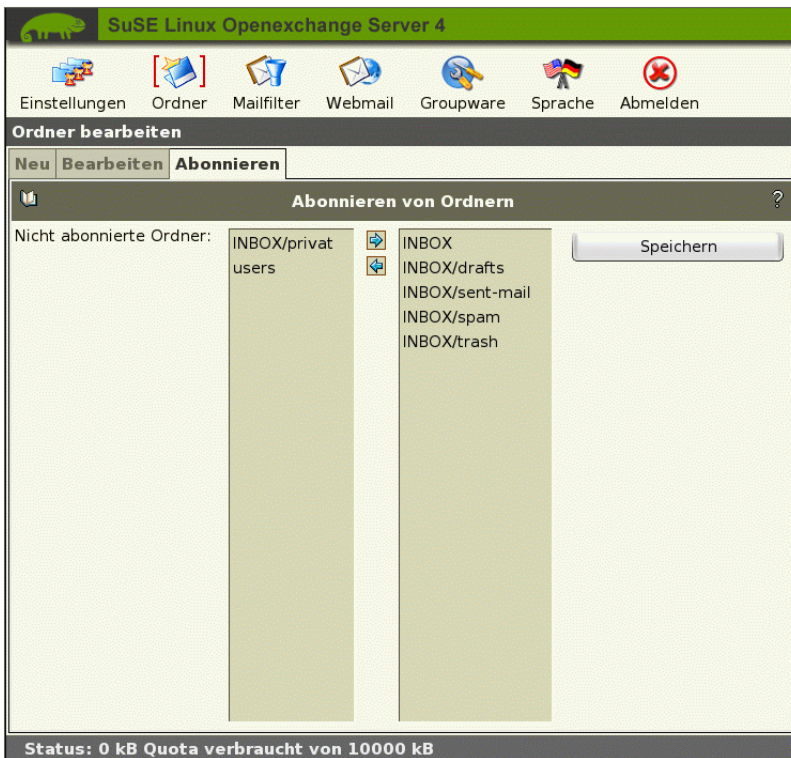 SuSE Linux Openexchange Server 4
Einstellungen Ordner Mailfilter Webmail Groupware Sprache Abmelden
Ordner bearbeiten
Neu Bearbeiten Abonnieren
Abonnieren von Ordnern ?
Nicht abonnierte Ordner:
INBOX/privat
users
INBOX
INBOX/drafts
INBOX/sent-mail
INBOX/spam
INBOX/trash
Speichern
Status: 0 kB Quota verbraucht von 10000 kB